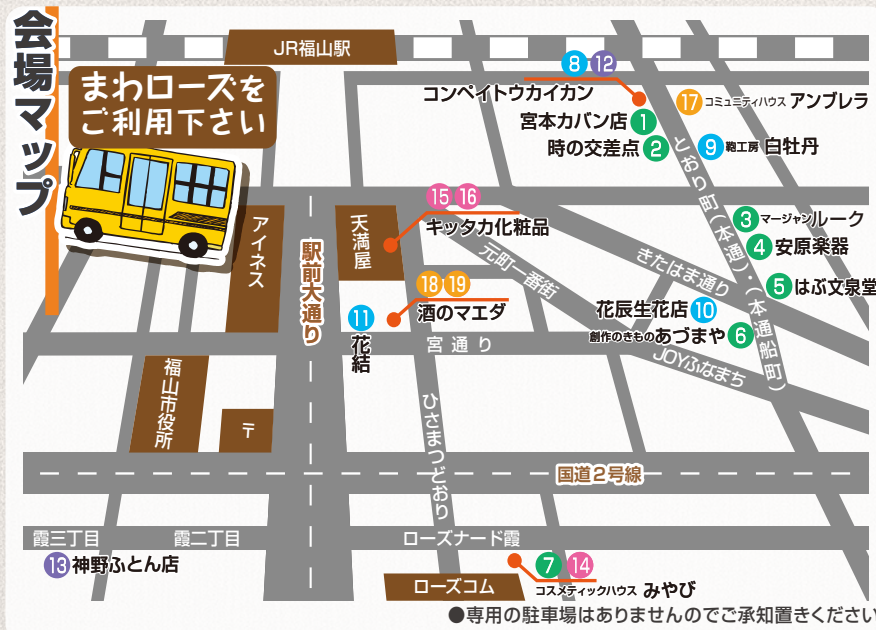 会場マップ
JR福山駅
まわローズを
ご利用下さい
8 12
コンペイトウカイカン
17 コミュニティハウス アンブレラ
宮本カバン店 1
時の交差点 2
9 鞄工房 白牡丹
とおり町(本通)・(本通船町)
15 16
キッタカ化粧品
アイネス
駅前大通り
天満屋
3 マージャンルーク
4 安原楽器
元町一番街
きたはま通り
18 19
酒のマエダ
5 はぶ文泉堂
花辰生花店 10
11
花結
創作のきもの あづまや 6
宮通り
JOYふなまち
福山市役所
〒
ひさまつどおり
国道2号線
霞三丁目
霞二丁目
ローズナード霞
13 神野ふとん店
7 14
コスメティックハウス みやび
ローズコム
●専用の駐車場はありませんのでご承知置きください